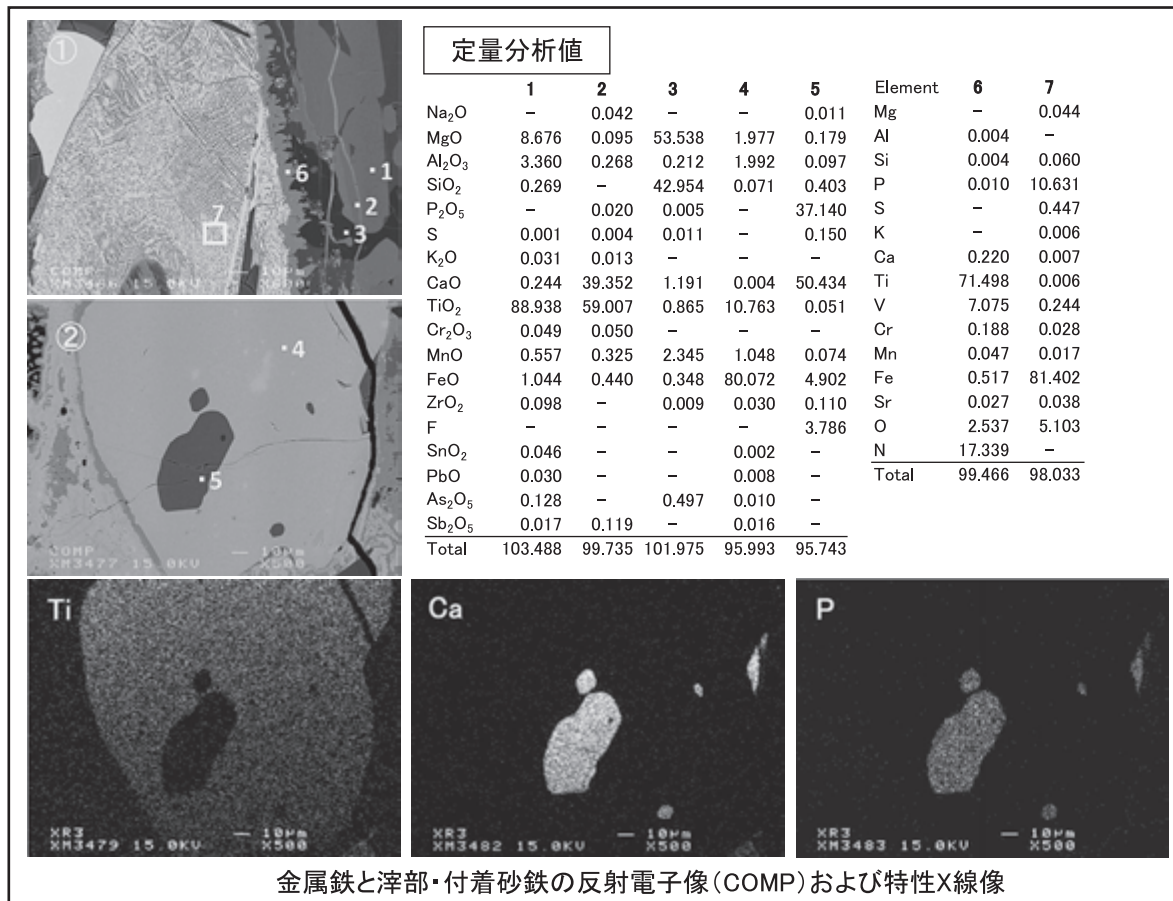 ①
7
6
1
2
3
COMP 10μm
15.0KV
②
4
5
COMP 10μm
XM3477 15.0KV X500
定量分析値
1 2 3 4 5
Na₂O – 0.042 – – 0.011
MgO 8.676 0.095 53.538 1.977 0.179
Al₂O₃ 3.360 0.268 0.212 1.992 0.097
SiO₂ 0.269 – 42.954 0.071 0.403
P₂O₅ – 0.020 0.005 – 37.140
S 0.001 0.004 0.011 – 0.150
K₂O 0.031 0.013 – – –
CaO 0.244 39.352 1.191 0.004 50.434
TiO₂ 88.938 59.007 0.865 10.763 0.051
Cr₂O₃ 0.049 0.050 – – –
MnO 0.557 0.325 2.345 1.048 0.074
FeO 1.044 0.440 0.348 80.072 4.902
ZrO₂ 0.098 – 0.009 0.030 0.110
F – – – – 3.786
SnO₂ 0.046 – – 0.002 –
PbO 0.030 – – 0.008 –
As₂O₅ 0.128 – 0.497 0.010 –
Sb₂O₅ 0.017 0.119 – 0.016 –
Total 103.488 99.735 101.975 95.993 95.743
Element 6 7
Mg – 0.044
Al 0.004 –
Si 0.004 0.060
P 0.010 10.631
S – 0.447
K – 0.006
Ca 0.220 0.007
Ti 71.498 0.006
V 7.075 0.244
Cr 0.188 0.028
Mn 0.047 0.017
Fe 0.517 81.402
Sr 0.027 0.038
O 2.537 5.103
N 17.339 –
Total 99.466 98.033
Ti
XR3 10μm
XM3479 15.0KV X500
Ca
XR3 10μm
XM3482 15.0KV X500
P
XR3 10μm
XM3483 15.0KV X500
金属鉄と滓部・付着砂鉄の反射電子像(COMP)および特性X線像